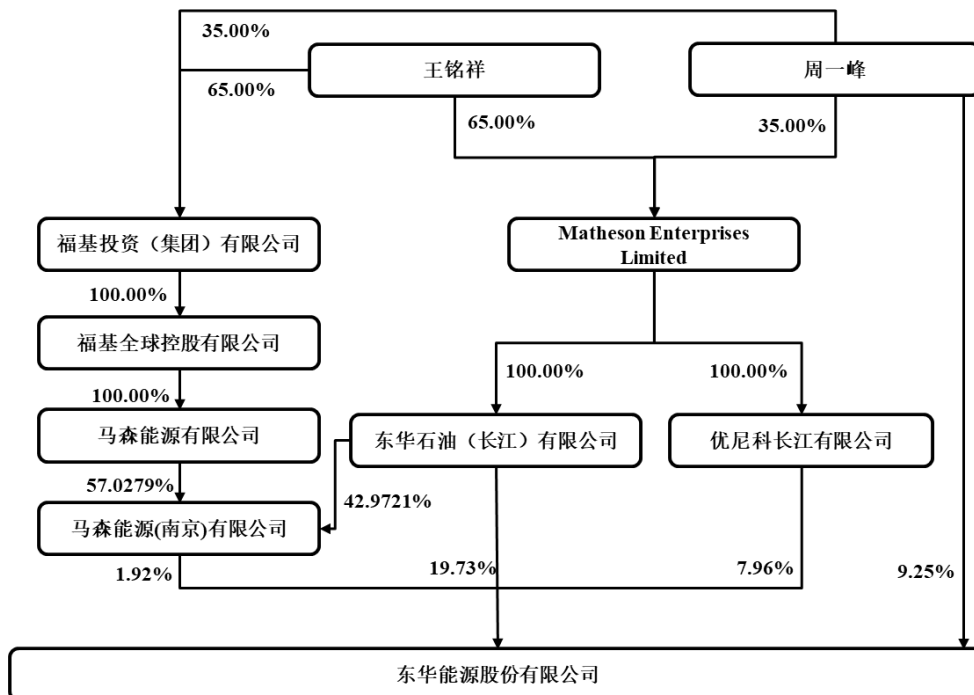 35.00%
王铭祥
周一峰
65.00%
65.00%
35.00%
福基投资（集团）有限公司
Matheson Enterprises
Limited
100.00%
福基全球控股有限公司
100.00%
100.00%
100.00%
马森能源有限公司
东华石油（长江）有限公司
优尼科长江有限公司
57.0279%
42.9721%
马森能源(南京)有限公司
1.92%
19.73%
7.96%
9.25%
东华能源股份有限公司